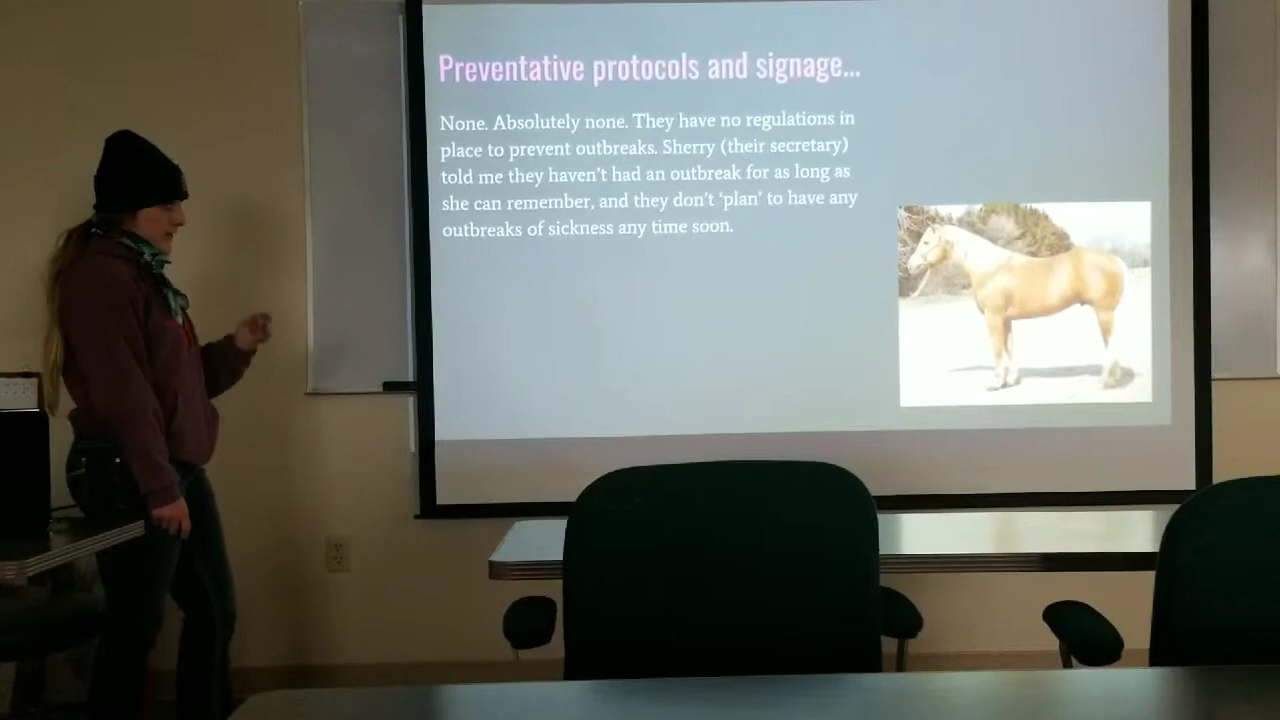 Preventative protocols and signage...
None. Absolutely none. They have no regulations in
place to prevent outbreaks. Sherry (their secretary)
told me they haven't had an outbreak for as long as
she can remember, and they don't 'plan' to have any
outbreaks of sickness any time soon.